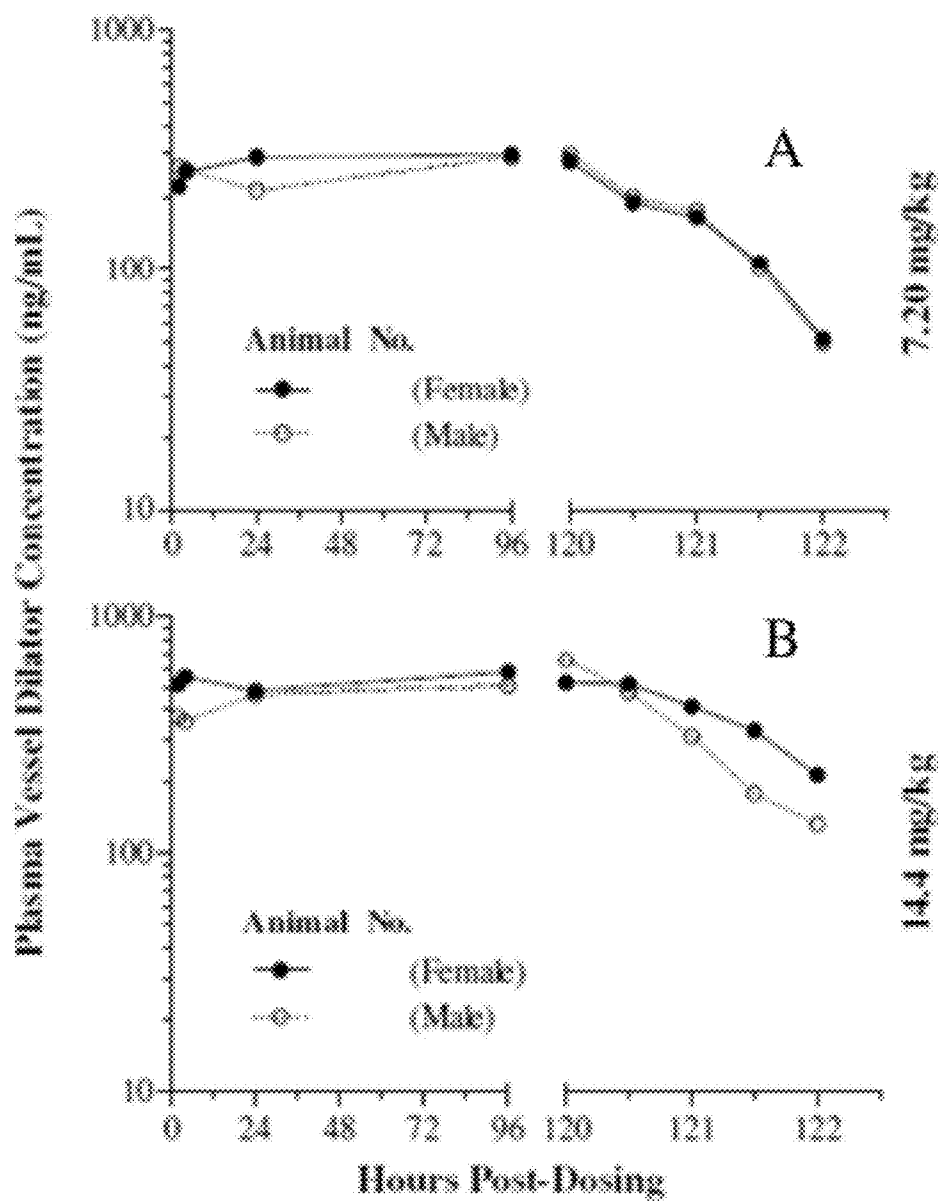 Plasma Vessel Dilator Concentration (ng/mL)
1000
100
10
A
7.20 mg/kg
Animal No.
(Female)
(Male)
0 24 48 72 96 120 121 122
1000
100
10
B
14.4 mg/kg
Animal No.
(Female)
(Male)
0 24 48 72 96 120 121 122
Hours Post-Dosing